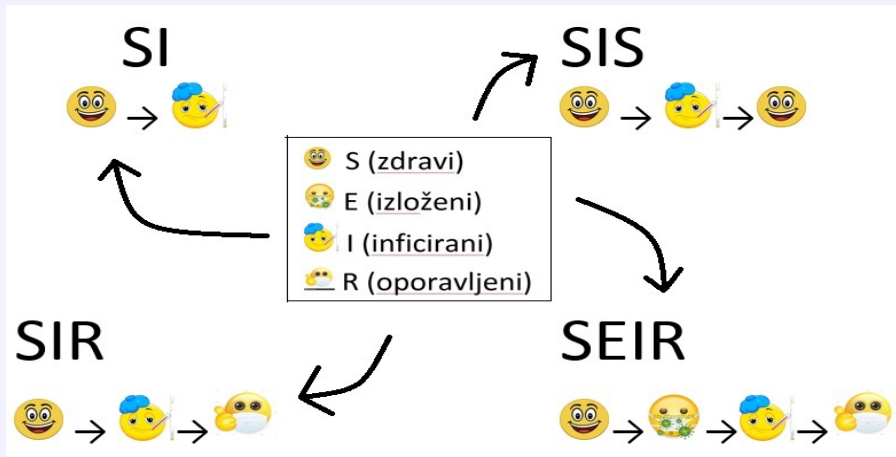 SI
SIS
S (zdravi)
E (izloženi)
I (inficirani)
R (oporavljeni)
SIR
SEIR